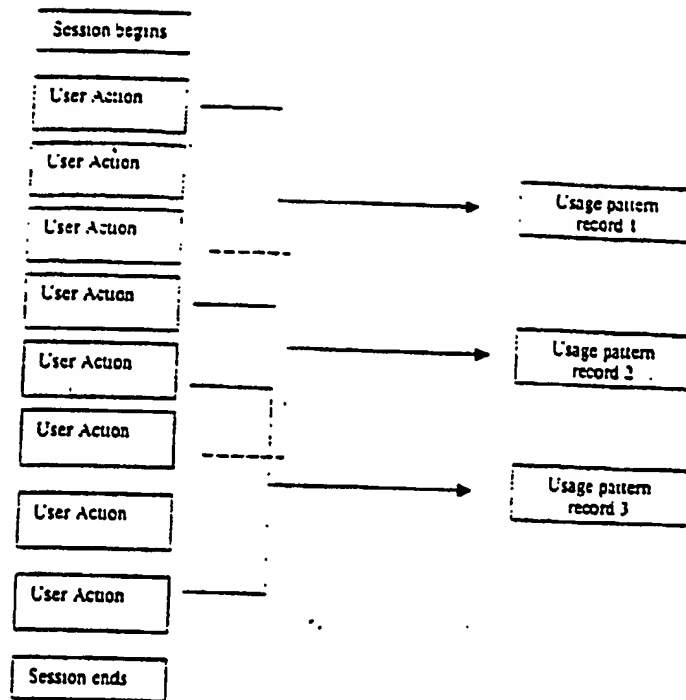 Session begins
User Action
User Action
User Action
User Action
User Action
User Action
User Action
User Action
Session ends
Usage pattern
record 1
Usage pattern
record 2
Usage pattern
record 3